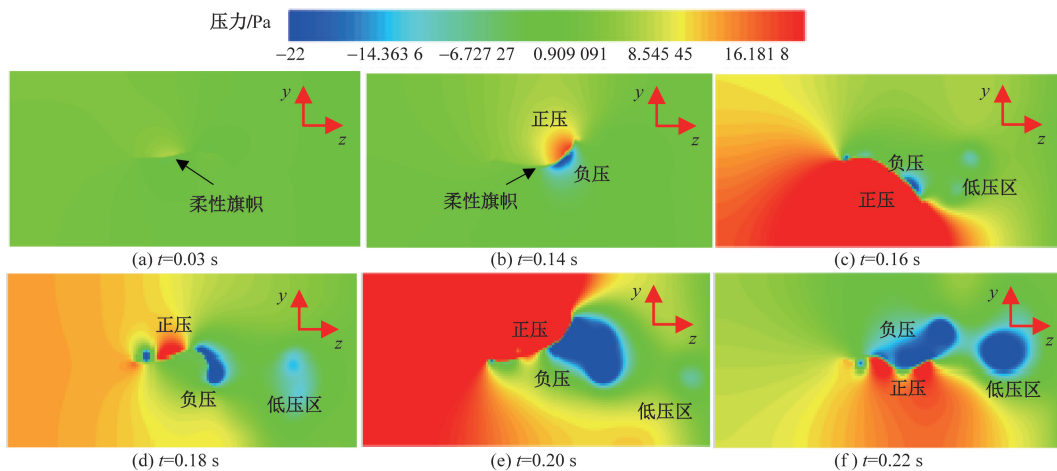 压力/Pa
−22 −14.363 6 −6.727 27 0.909 091 8.545 45 16.181 8
y
z
柔性旗帜
(a) t=0.03 s
y
z
正压
负压
柔性旗帜
(b) t=0.14 s
y
z
负压
正压
低压区
(c) t=0.16 s
y
z
正压
负压
低压区
(d) t=0.18 s
y
z
正压
负压
低压区
(e) t=0.20 s
y
z
负压
正压
低压区
(f) t=0.22 s